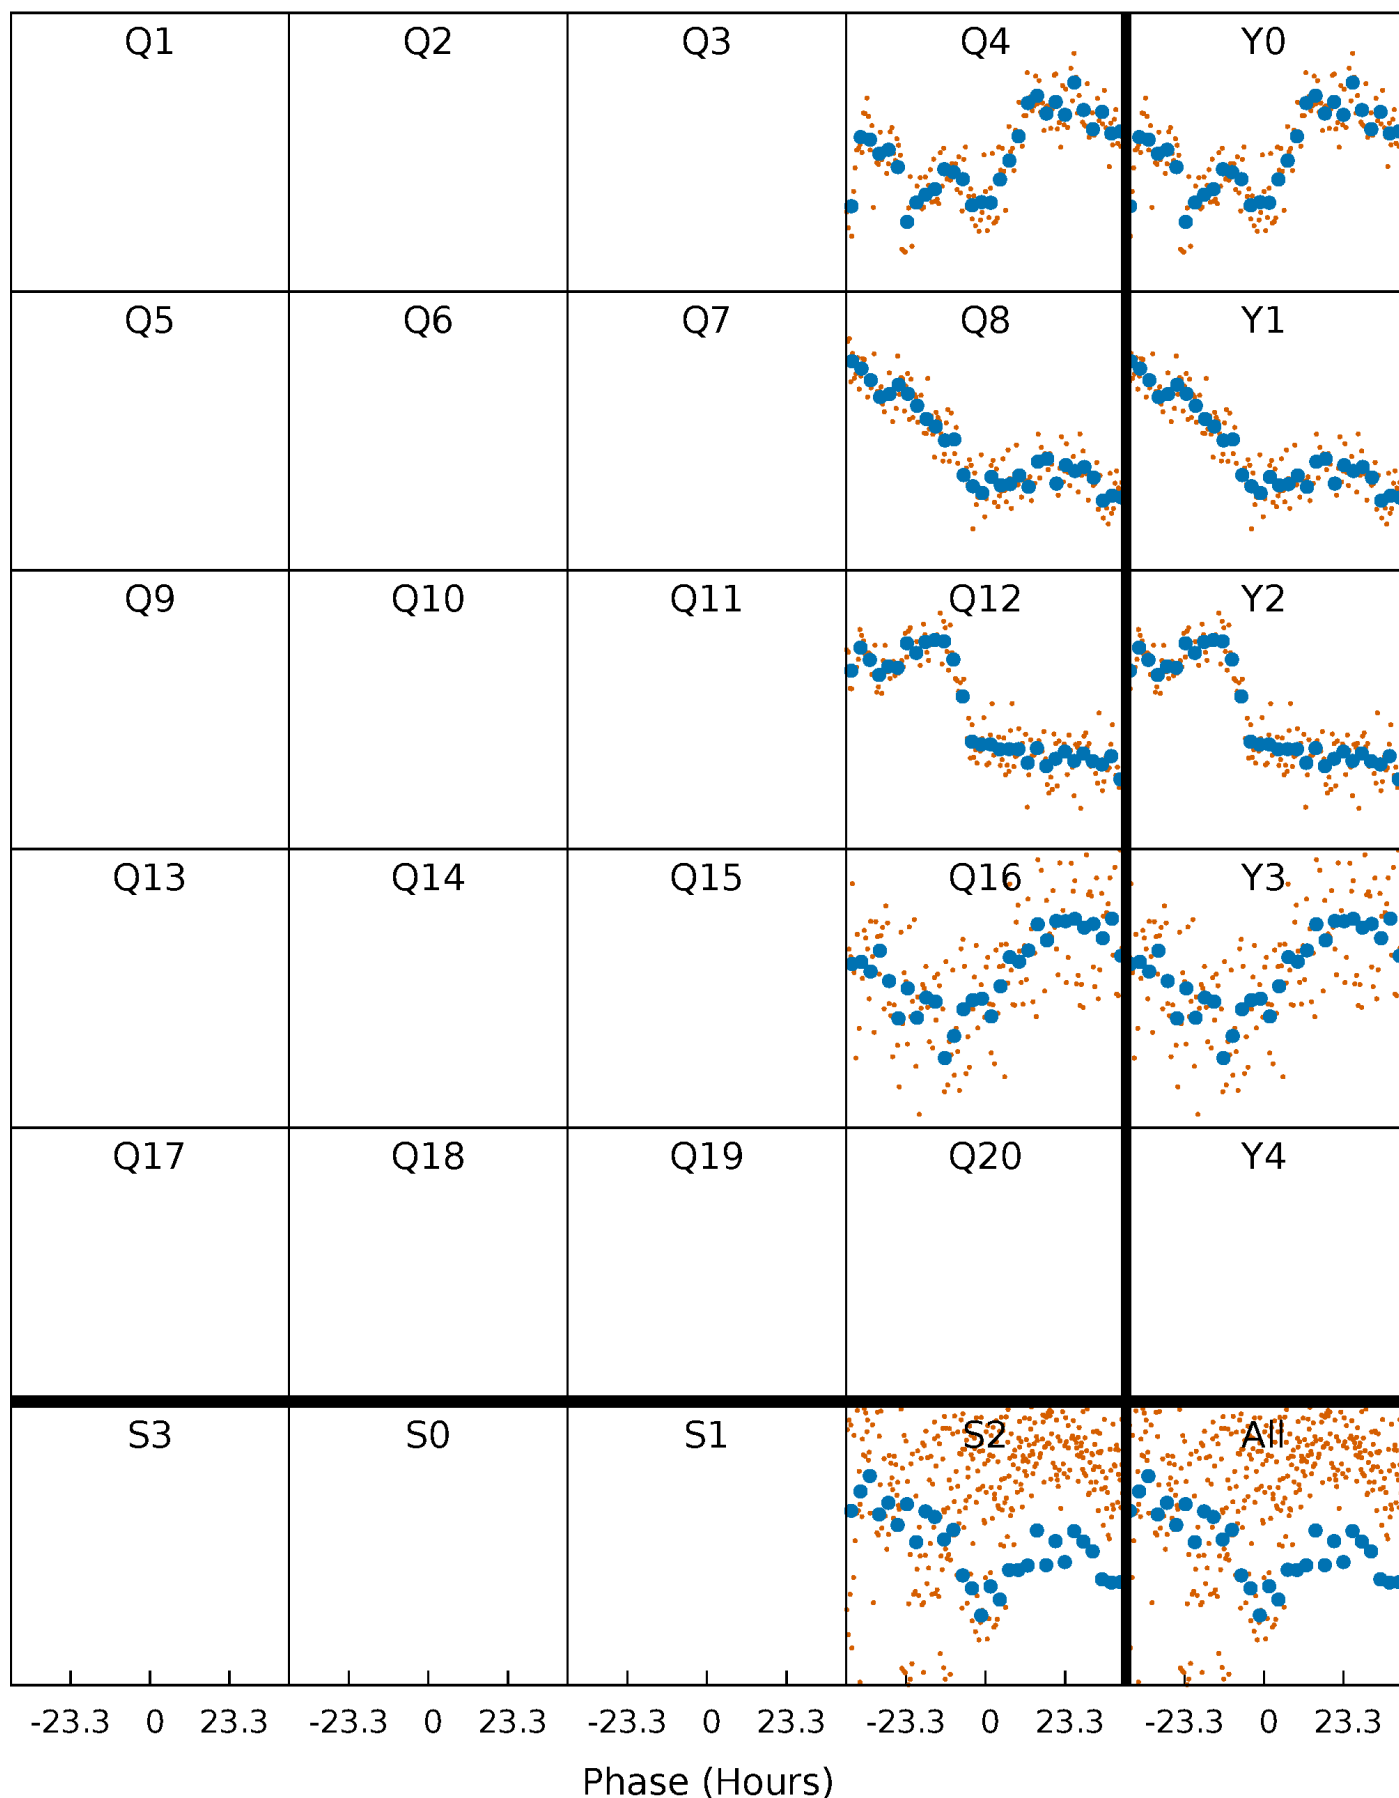 Q1 Q2 Q3 Q4 Y0
Q5 Q6 Q7 Q8 Y1
Q9 Q10 Q11 Q12 Y2
Q13 Q14 Q15 Q16 Y3
Q17 Q18 Q19 Q20 Y4
S3 S0 S1 S2 All
-23.3 0 23.3 -23.3 0 23.3 -23.3 0 23.3 -23.3 0 23.3 -23.3 0 23.3
Phase (Hours)